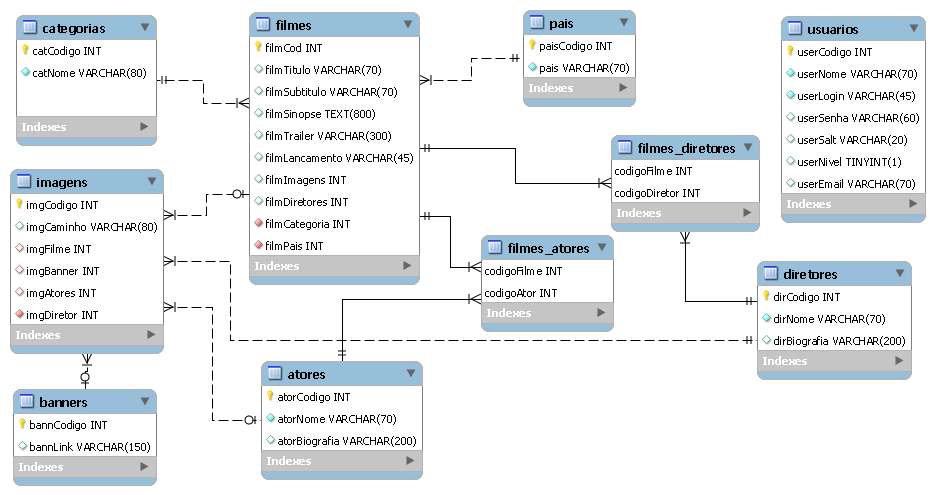 categorias
catCodigo INT
catNome VARCHAR(80)
Indexes
filmes
filmCod INT
filmTitulo VARCHAR(70)
filmSubtitulo VARCHAR(70)
filmSinopse TEXT(800)
filmTrailer VARCHAR(300)
filmLancamento VARCHAR(45)
filmImagens INT
filmDiretores INT
filmCategoria INT
filmPais INT
Indexes
pais
paisCodigo INT
pais VARCHAR(70)
Indexes
usuarios
userCodigo INT
userNome VARCHAR(70)
userLogin VARCHAR(45)
userSenha VARCHAR(60)
userSalt VARCHAR(20)
userNivel TINYINT(1)
userEmail VARCHAR(70)
Indexes
filmes_diretores
codigoFilme INT
codigoDiretor INT
Indexes
imagens
imgCodigo INT
imgCaminho VARCHAR(80)
imgFilme INT
imgBanner INT
imgAtores INT
imgDiretor INT
Indexes
filmes_atores
codigoFilme INT
codigoAtor INT
Indexes
diretores
dirCodigo INT
dirNome VARCHAR(70)
dirBiografia VARCHAR(200)
Indexes
banners
bannCodigo INT
bannLink VARCHAR(150)
Indexes
atores
atorCodigo INT
atorNome VARCHAR(70)
atorBiografia VARCHAR(200)
Indexes